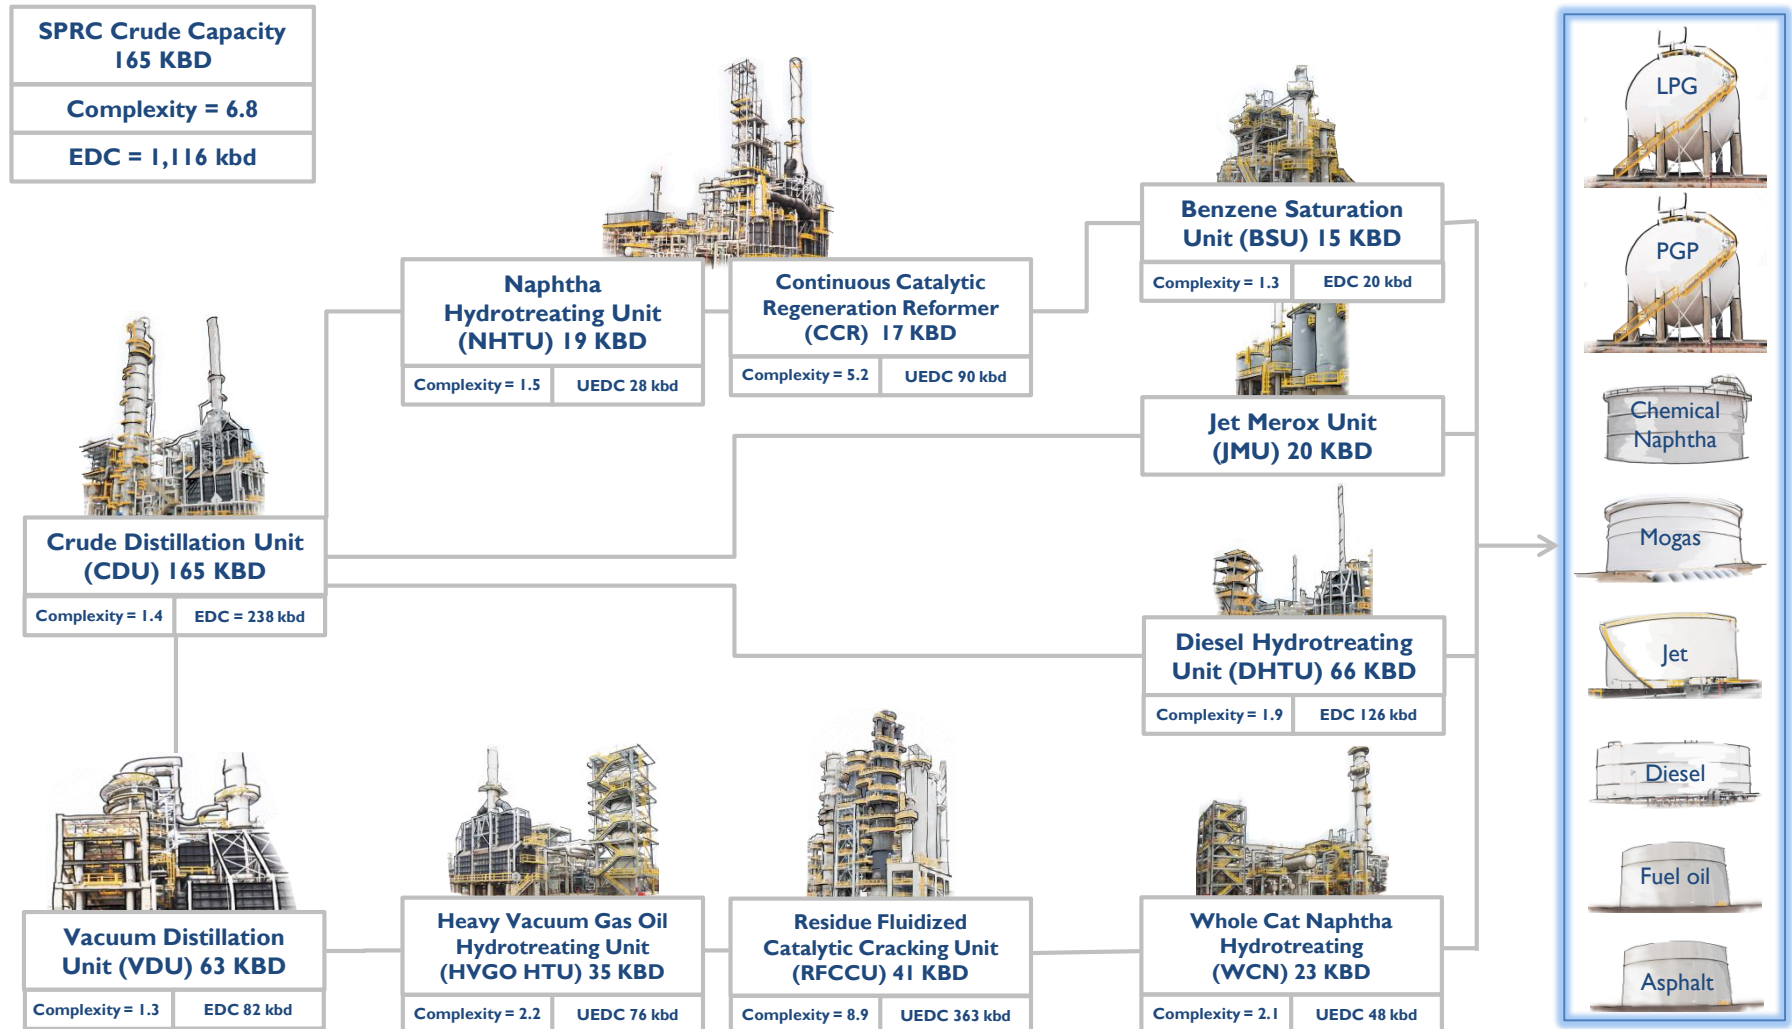 SPRC Crude Capacity
165 KBD
Complexity = 6.8
EDC = 1,116 kbd
Naphtha
Hydrotreating Unit
(NHTU) 19 KBD
Complexity = 1.5
UEDC 28 kbd
Continuous Catalytic
Regeneration Reformer
(CCR) 17 KBD
Complexity = 5.2
UEDC 90 kbd
Benzene Saturation
Unit (BSU) 15 KBD
Complexity = 1.3
EDC 20 kbd
Jet Merox Unit
(JMU) 20 KBD
Crude Distillation Unit
(CDU) 165 KBD
Complexity = 1.4
EDC = 238 kbd
Diesel Hydrotreating
Unit (DHTU) 66 KBD
Complexity = 1.9
EDC 126 kbd
Vacuum Distillation
Unit (VDU) 63 KBD
Complexity = 1.3
EDC 82 kbd
Heavy Vacuum Gas Oil
Hydrotreating Unit
(HVGO HTU) 35 KBD
Complexity = 2.2
UEDC 76 kbd
Residue Fluidized
Catalytic Cracking Unit
(RFCCU) 41 KBD
Complexity = 8.9
UEDC 363 kbd
Whole Cat Naphtha
Hydrotreating
(WCN) 23 KBD
Complexity = 2.1
UEDC 48 kbd
LPG
PGP
Chemical
Naphtha
Mogas
Jet
Diesel
Fuel oil
Asphalt